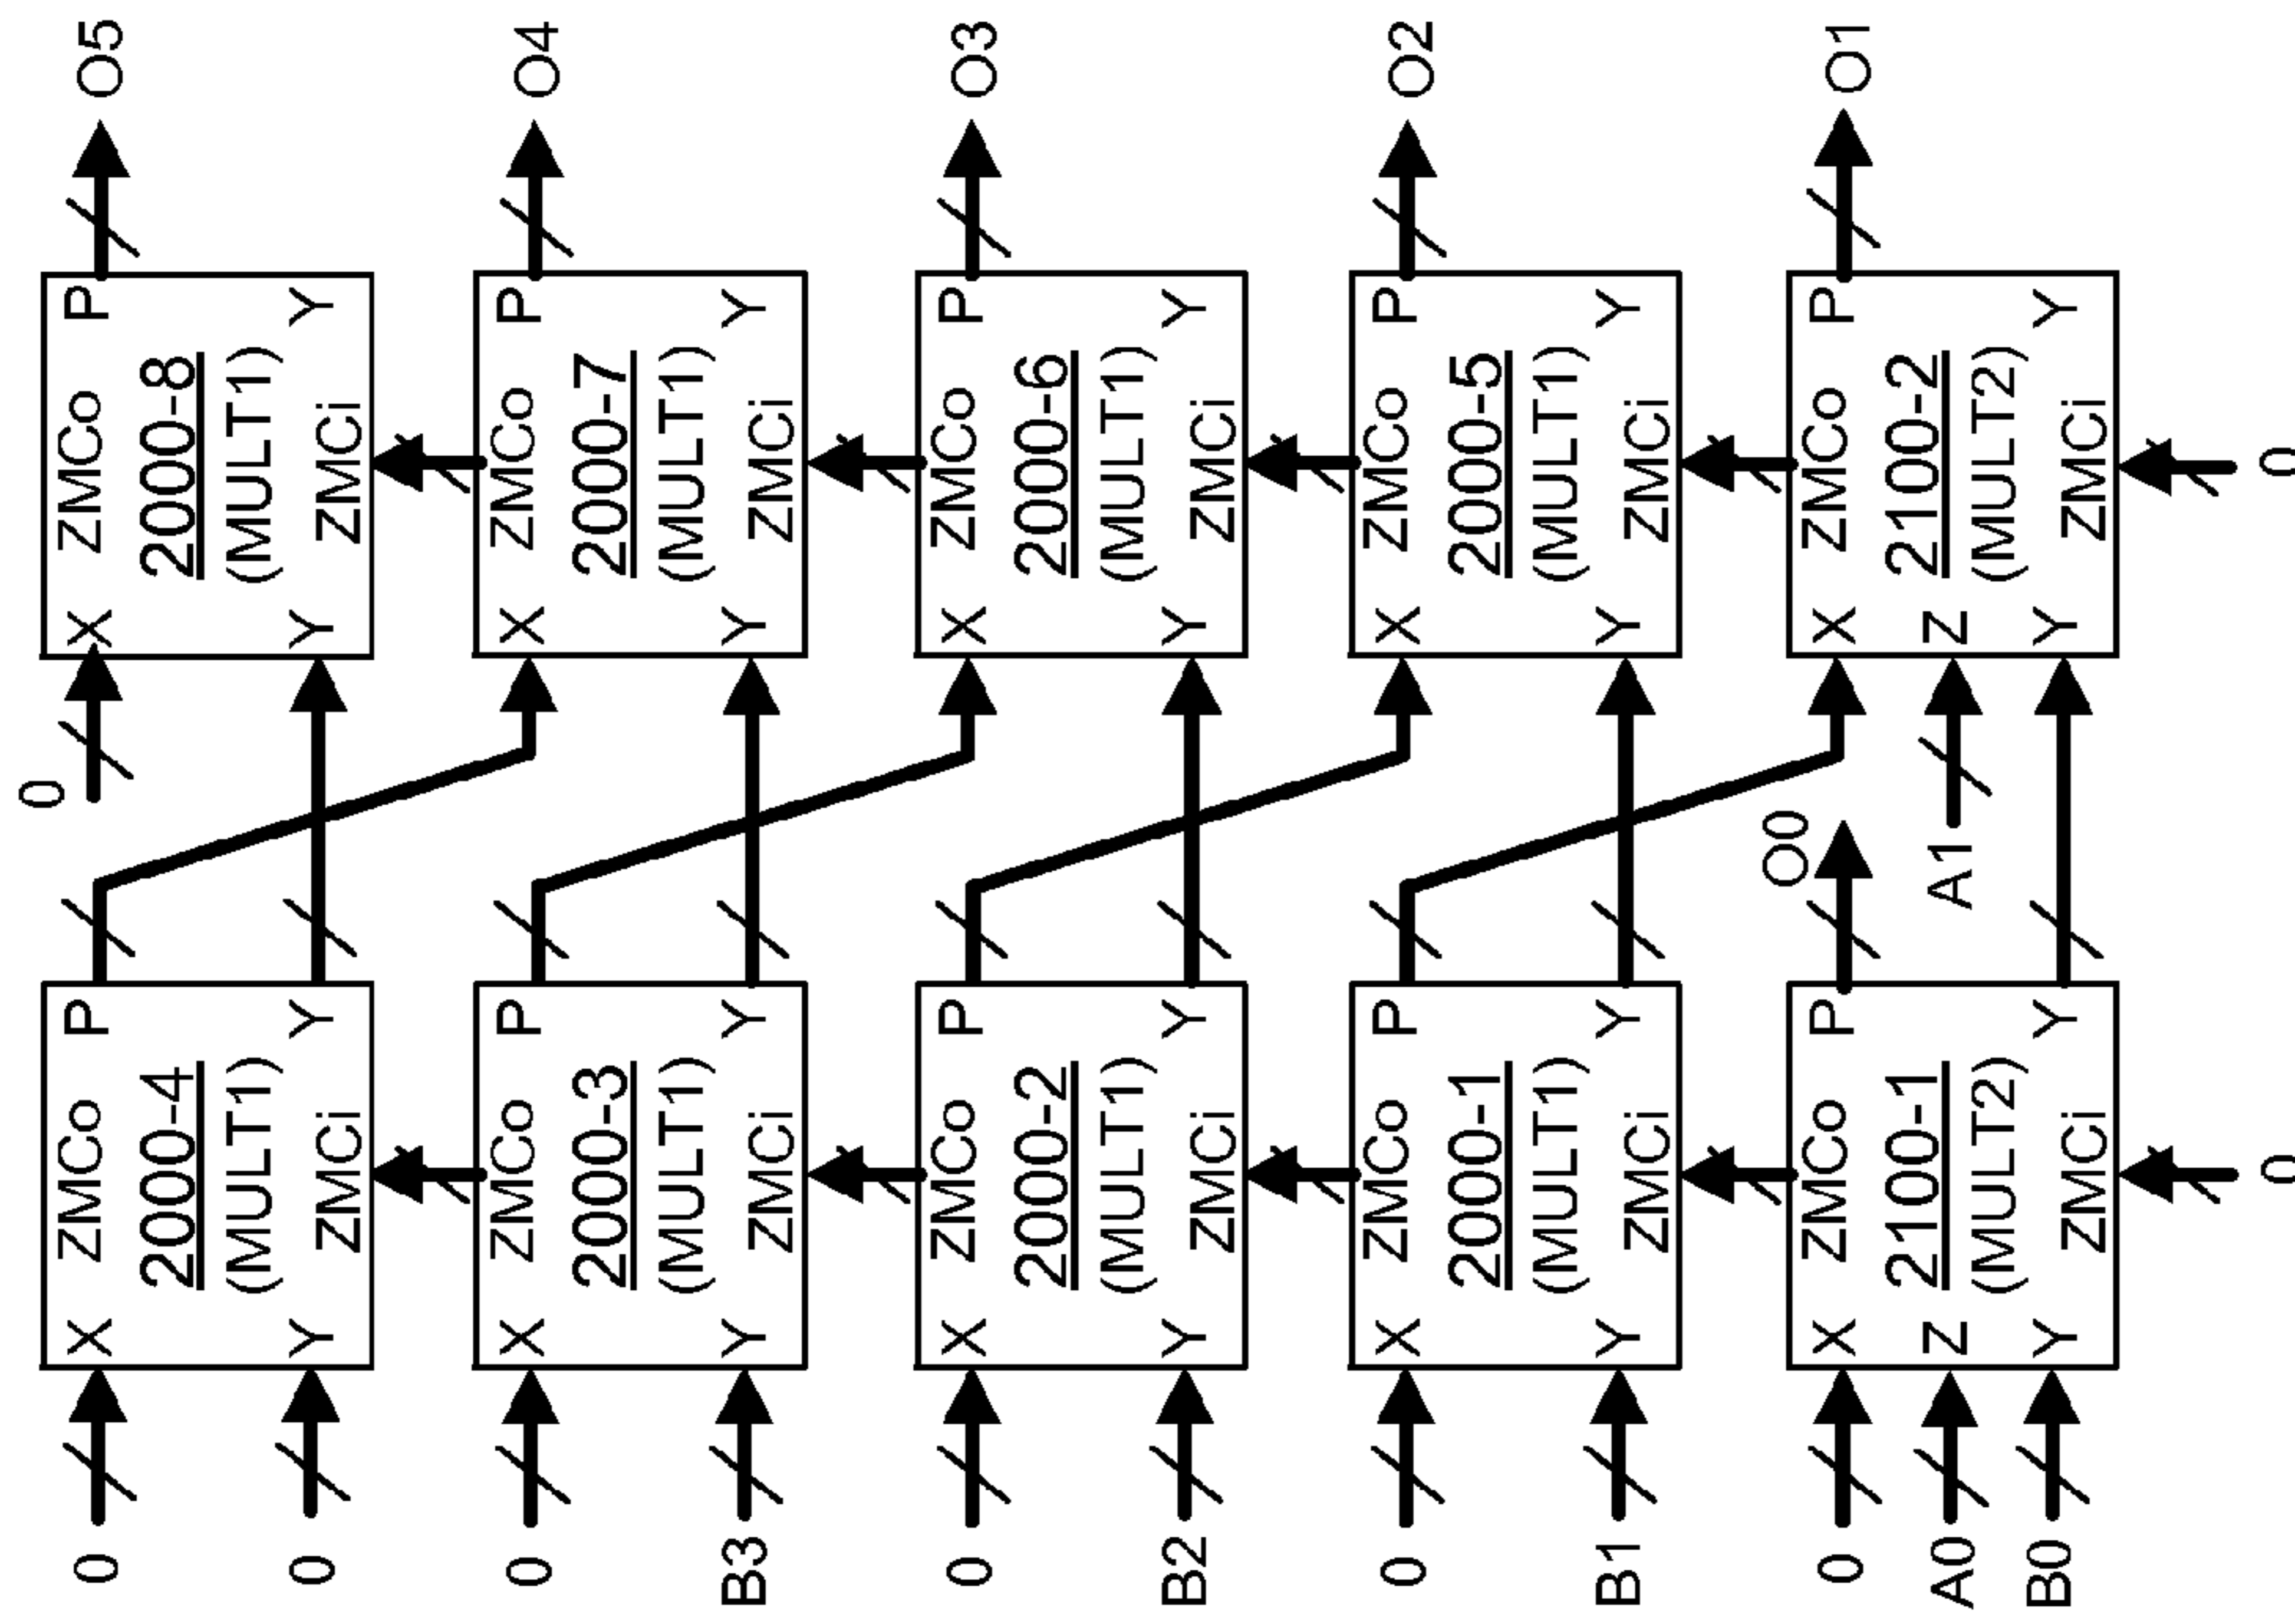 0
0 X ZMCo P X ZMCo P O5
2000-4 2000-8
(MULT1) (MULT1)
0 Y ZMCi Y Y ZMCi Y
0 X ZMCo P X ZMCo P O4
2000-3 2000-7
(MULT1) (MULT1)
B3 Y ZMCi Y Y ZMCi Y
0 X ZMCo P X ZMCo P O3
2000-2 2000-6
(MULT1) (MULT1)
B2 Y ZMCi Y Y ZMCi Y
0 X ZMCo P X ZMCo P O2
2000-1 2000-5
(MULT1) (MULT1)
B1 Y ZMCi Y Y ZMCi Y
O0
0 X ZMCo P X ZMCo P O1
2100-1 2100-2
A0 Z A1 Z
(MULT2) (MULT2)
B0 Y ZMCi Y Y ZMCi Y
0 0